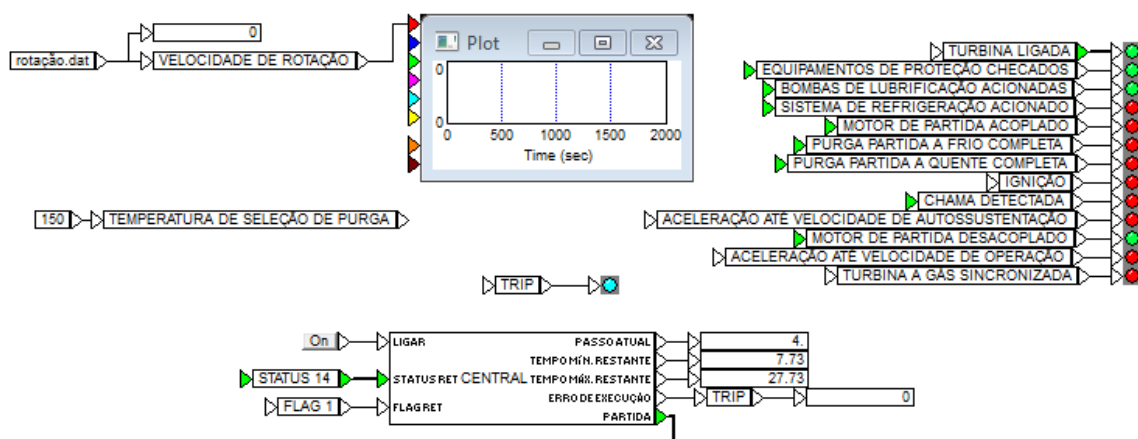 0
rotação.dat
VELOCIDADE DE ROTAÇÃO
Plot
0
0
0 500 1000 1500 2000
Time (sec)
TURBINA LIGADA
EQUIPAMENTOS DE PROTEÇÃO CHECADOS
BOMBAS DE LUBRIFICAÇÃO ACIONADAS
SISTEMA DE REFRIGERAÇÃO ACIONADO
MOTOR DE PARTIDA ACOPLADO
PURGA PARTIDA A FRIO COMPLETA
PURGA PARTIDA A QUENTE COMPLETA
IGNIÇÃO
CHAMA DETECTADA
ACELERAÇÃO ATÉ VELOCIDADE DE AUTOSSUSTENTAÇÃO
MOTOR DE PARTIDA DESACOPLADO
ACELERAÇÃO ATÉ VELOCIDADE DE OPERAÇÃO
TURBINA A GÁS SINCRONIZADA
150 TEMPERATURA DE SELEÇÃO DE PURGA
TRIP
On LIGAR PASSO ATUAL 4.
TEMPO MÍN. RESTANTE 7.73
STATUS 14 STATUS RET CENTRAL TEMPO MÁX. RESTANTE 27.73
ERRO DE EXECUÇÃO TRIP 0
FLAG 1 FLAG RET
PARTIDA